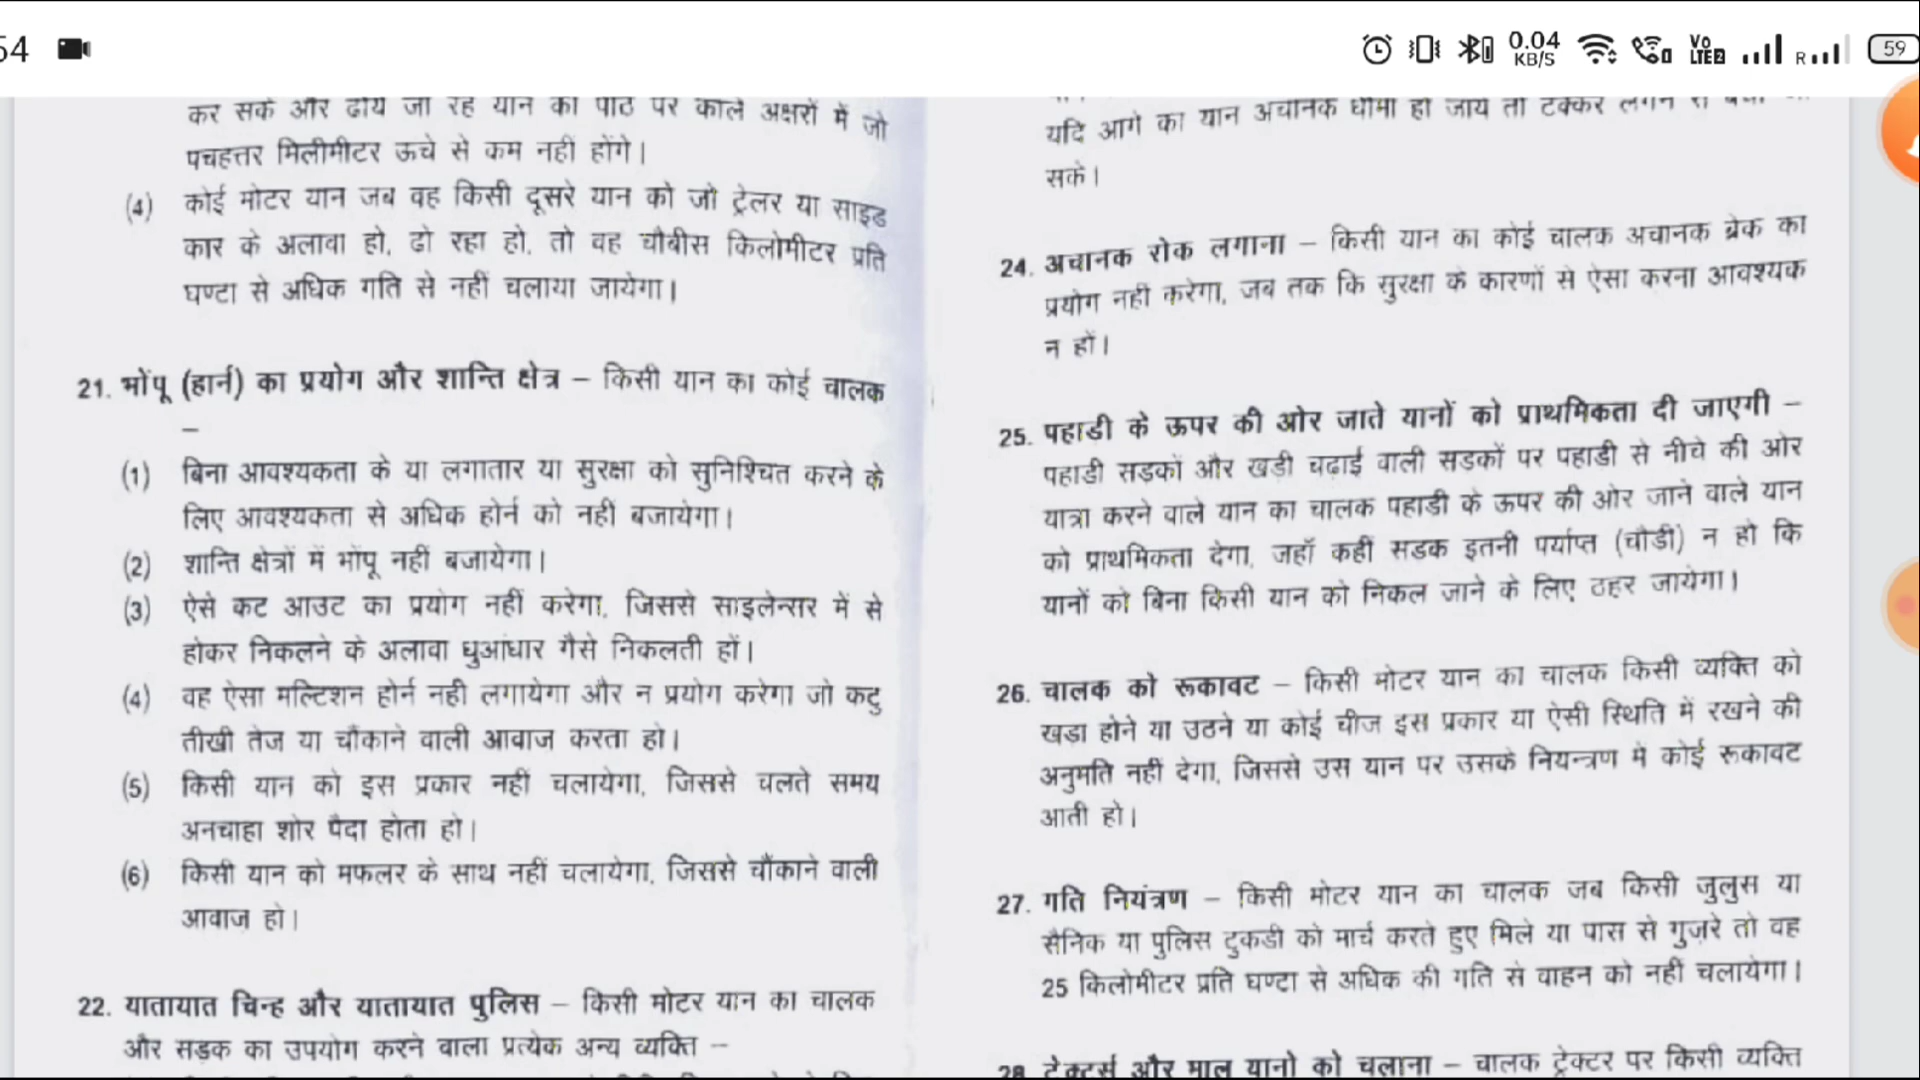 54
0.04
KB/S
Vo
LTE2
R
59
कर सके और ढोये जा रहे यान की पीठ पर काले अक्षरों में जो
पचहत्तर मिलीमीटर ऊचे से कम नहीं होंगे।
(4) कोई मोटर यान जब वह किसी दूसरे यान को जो ट्रेलर या साइड
कार के अलावा हो, ढो रहा हो, तो वह चौबीस किलोमीटर प्रति
घण्टा से अधिक गति से नहीं चलाया जायेगा।
21. भोंपू (हार्न) का प्रयोग और शान्ति क्षेत्र – किसी यान का कोई चालक
–
(1) बिना आवश्यकता के या लगातार या सुरक्षा को सुनिश्चित करने के
लिए आवश्यकता से अधिक होर्न को नहीं बजायेगा।
(2) शान्ति क्षेत्रों में भोंपू नहीं बजायेगा।
(3) ऐसे कट आउट का प्रयोग नहीं करेगा, जिससे साइलेन्सर में से
होकर निकलने के अलावा धुआंधार गैसे निकलती हों।
(4) वह ऐसा मल्टिशन होर्न नही लगायेगा और न प्रयोग करेगा जो कटु
तीखी तेज या चौंकाने वाली आवाज करता हो।
(5) किसी यान को इस प्रकार नहीं चलायेगा, जिससे चलते समय
अनचाहा शोर पैदा होता हो।
(6) किसी यान को मफलर के साथ नहीं चलायेगा, जिससे चौंकाने वाली
आवाज हो।
22. यातायात चिन्ह और यातायात पुलिस – किसी मोटर यान का चालक
और सडक का उपयोग करने वाला प्रत्येक अन्य व्यक्ति –
यदि आगे का यान अचानक धीमा हो जाये तो टक्कर लगने से
सके।
24. अचानक रोक लगाना – किसी यान का कोई चालक अचानक ब्रेक का
प्रयोग नही करेगा, जब तक कि सुरक्षा के कारणों से ऐसा करना आवश्यक
न हों।
25. पहाडी के ऊपर की ओर जाते यानों को प्राथमिकता दी जाएगी –
पहाडी सड़कों और खड़ी चढाई वाली सडकों पर पहाडी से नीचे की ओर
यात्रा करने वाले यान का चालक पहाडी के ऊपर की ओर जाने वाले यान
को प्राथमिकता देगा, जहॉ कहीं सडक इतनी पर्याप्त (चौडी) न हो कि
यानों को बिना किसी यान को निकल जाने के लिए ठहर जायेगा।
26. चालक को रूकावट – किसी मोटर यान का चालक किसी व्यक्ति को
खडा होने या उठने या कोई चीज इस प्रकार या ऐसी स्थिति में रखने की
अनुमति नहीं देगा, जिससे उस यान पर उसके नियन्त्रण मे कोई रूकावट
आती हो।
27. गति नियंत्रण – किसी मोटर यान का चालक जब किसी जुलुस या
सैनिक या पुलिस टुकडी को मार्च करते हुए मिले या पास से गुज़रे तो वह
25 किलोमीटर प्रति घण्टा से अधिक की गति से वाहन को नहीं चलायेगा।
28 टेक्टर्स और माल यानो को चलाना – चालक ट्रेक्टर पर किसी व्यक्ति